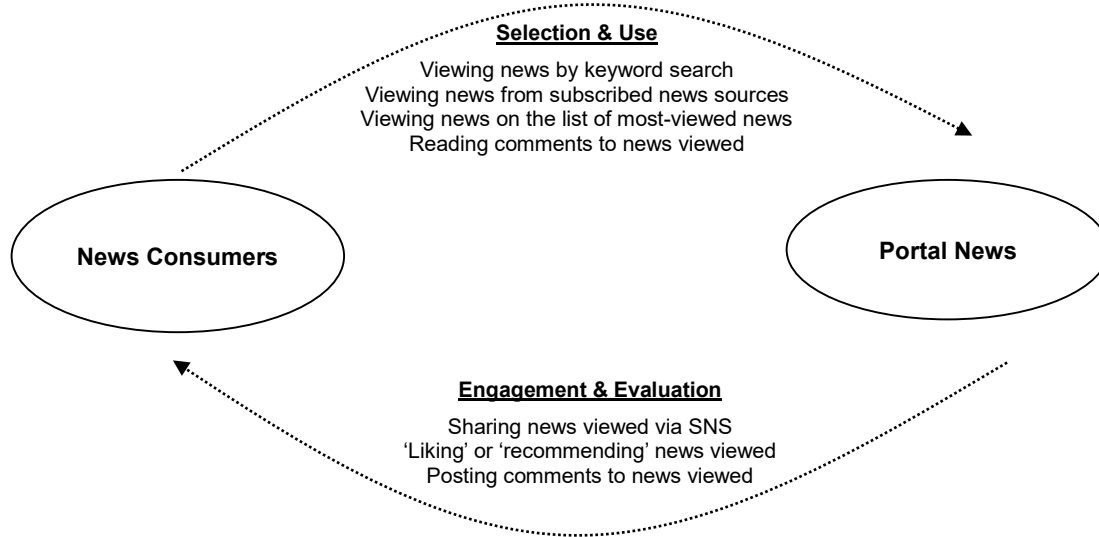 Selection & Use
Viewing news by keyword search
Viewing news from subscribed news sources
Viewing news on the list of most-viewed news
Reading comments to news viewed
News Consumers
Portal News
Engagement & Evaluation
Sharing news viewed via SNS
‘Liking’ or ‘recommending’ news viewed
Posting comments to news viewed